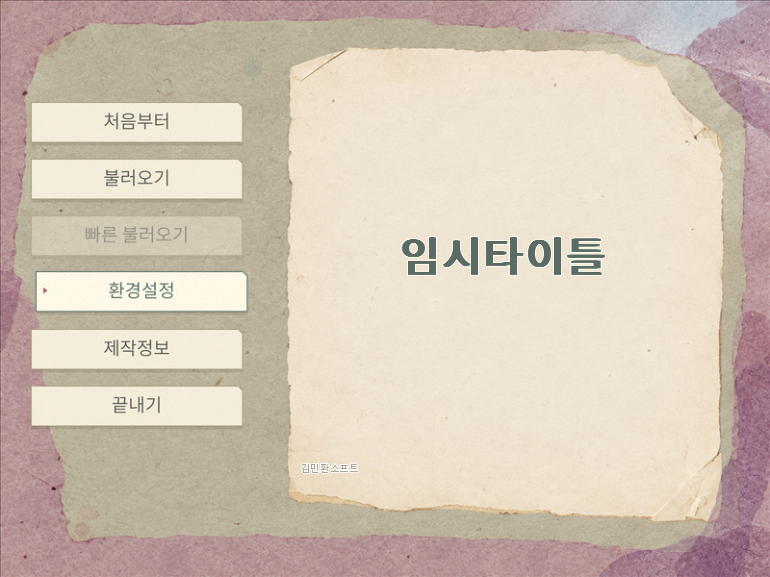 처음부터
불러오기
빠른 불러오기
환경설정
제작정보
끝내기
임시타이틀
김민환소프트